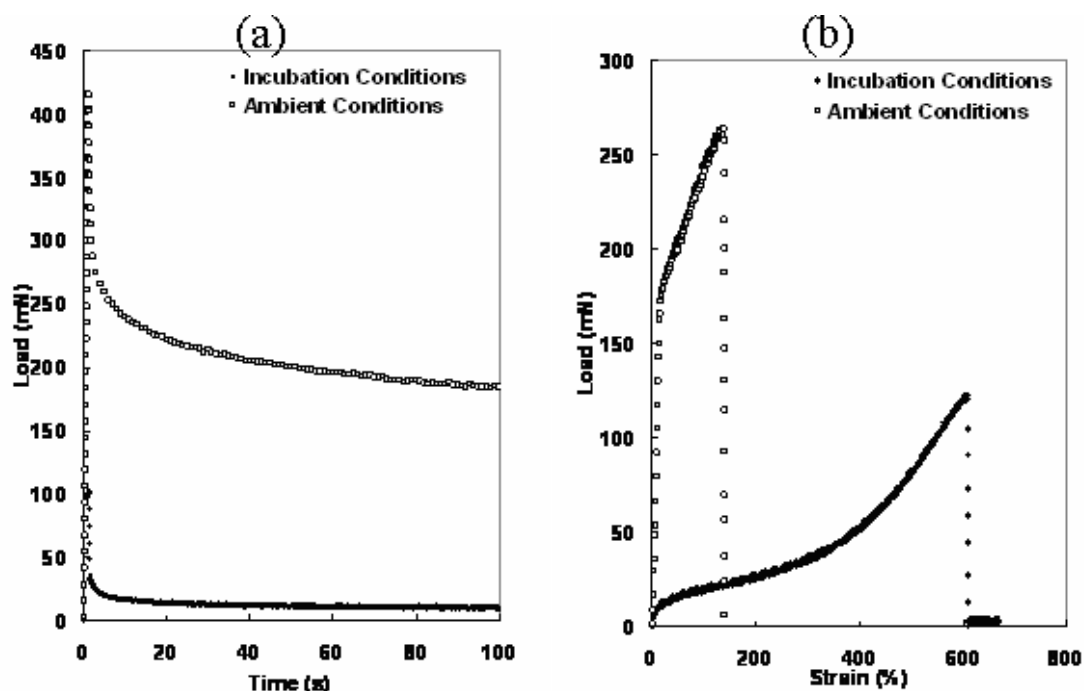 (a)
450
400
350
300
250
200
150
100
50
0
Load (mN)
0 20 40 60 80 100
Time (s)
Incubation Conditions
Ambient Conditions
(b)
300
250
200
150
100
50
0
Load (mN)
0 200 400 600 800
Strain (%)
Incubation Conditions
Ambient Conditions